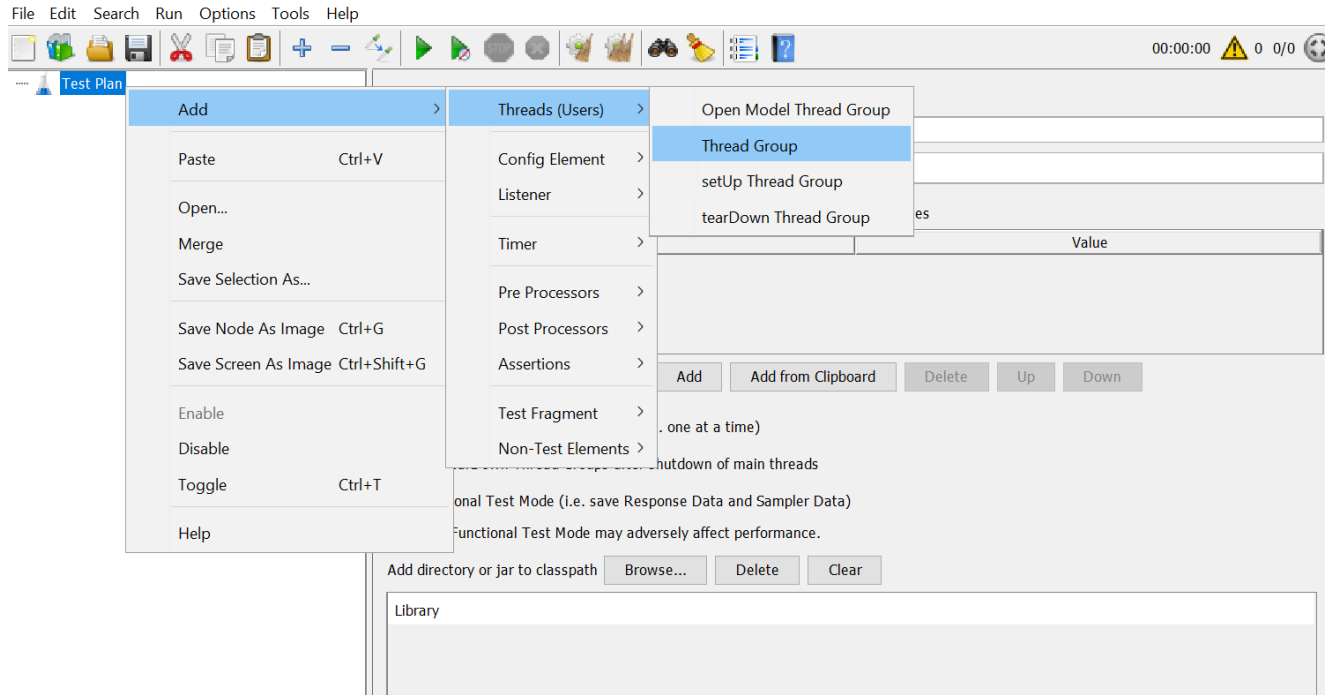 File Edit Search Run Options Tools Help
STOP
00:00:00 0 0/0
Test Plan
Add
Paste Ctrl+V
Open...
Merge
Save Selection As...
Save Node As Image Ctrl+G
Save Screen As Image Ctrl+Shift+G
Enable
Disable
Toggle Ctrl+T
Help
Threads (Users)
Config Element
Listener
Timer
Pre Processors
Post Processors
Assertions
Test Fragment
Non-Test Elements
Open Model Thread Group
Thread Group
setUp Thread Group
tearDown Thread Group
es
Value
Add Add from Clipboard Delete Up Down
. one at a time)
shutdown of main threads
onal Test Mode (i.e. save Response Data and Sampler Data)
Functional Test Mode may adversely affect performance.
Add directory or jar to classpath Browse... Delete Clear
Library